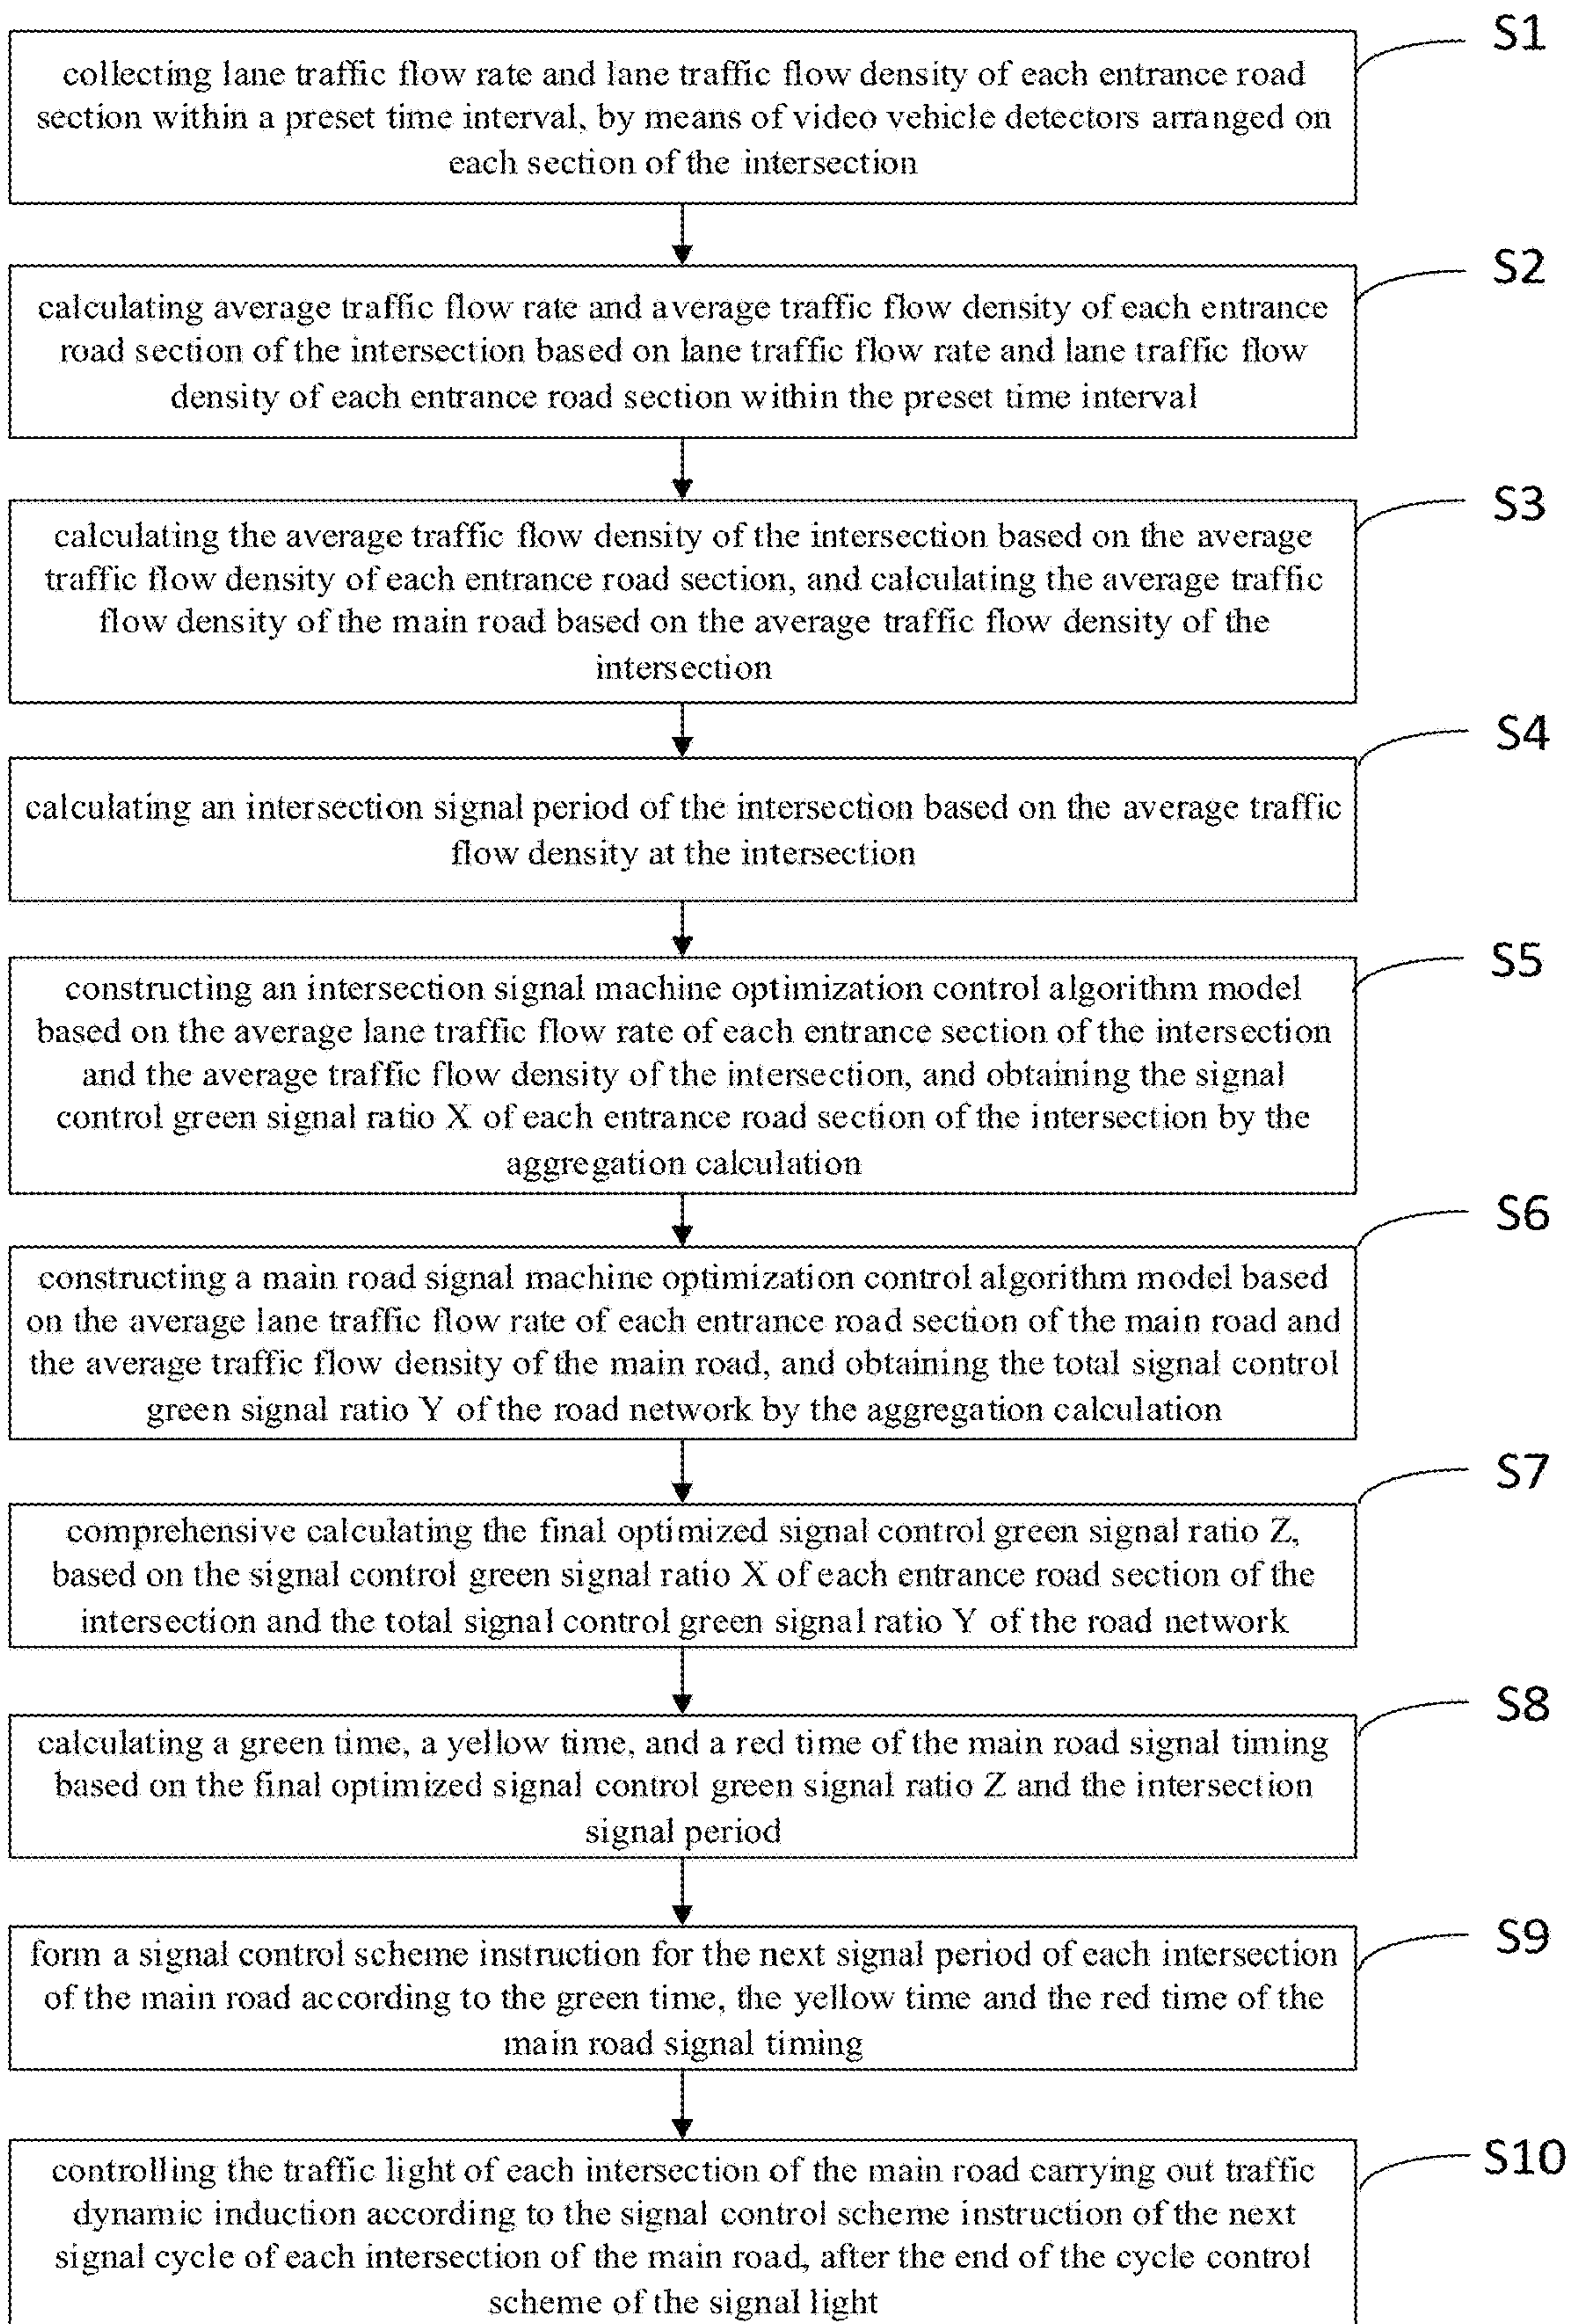 S1
collecting lane traffic flow rate and lane traffic flow density of each entrance road
section within a preset time interval, by means of video vehicle detectors arranged on
each section of the intersection
S2
calculating average traffic flow rate and average traffic flow density of each entrance
road section of the intersection based on lane traffic flow rate and lane traffic flow
density of each entrance road section within the preset time interval
S3
calculating the average traffic flow density of the intersection based on the average
traffic flow density of each entrance road section, and calculating the average traffic
flow density of the main road based on the average traffic flow density of the
intersection
S4
calculating an intersection signal period of the intersection based on the average traffic
flow density at the intersection
S5
constructing an intersection signal machine optimization control algorithm model
based on the average lane traffic flow rate of each entrance section of the intersection
and the average traffic flow density of the intersection, and obtaining the signal
control green signal ratio X of each entrance road section of the intersection by the
aggregation calculation
S6
constructing a main road signal machine optimization control algorithm model based
on the average lane traffic flow rate of each entrance road section of the main road and
the average traffic flow density of the main road, and obtaining the total signal control
green signal ratio Y of the road network by the aggregation calculation
S7
comprehensive calculating the final optimized signal control green signal ratio Z,
based on the signal control green signal ratio X of each entrance road section of the
intersection and the total signal control green signal ratio Y of the road network
S8
calculating a green time, a yellow time, and a red time of the main road signal timing
based on the final optimized signal control green signal ratio Z and the intersection
signal period
S9
form a signal control scheme instruction for the next signal period of each intersection
of the main road according to the green time, the yellow time and the red time of the
main road signal timing
S10
controlling the traffic light of each intersection of the main road carrying out traffic
dynamic induction according to the signal control scheme instruction of the next
signal cycle of each intersection of the main road, after the end of the cycle control
scheme of the signal light